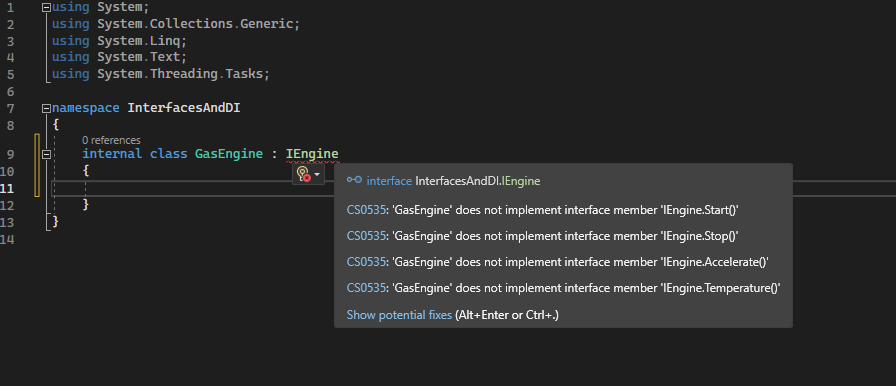 1 using System;
2 using System.Collections.Generic;
3 using System.Linq;
4 using System.Text;
5 using System.Threading.Tasks;
6
7 namespace InterfacesAndDI
8 {
0 references
9 internal class GasEngine : IEngine
10 {
11
12 }
13 }
14
interface InterfacesAndDI.IEngine
CS0535: 'GasEngine' does not implement interface member 'IEngine.Start()'
CS0535: 'GasEngine' does not implement interface member 'IEngine.Stop()'
CS0535: 'GasEngine' does not implement interface member 'IEngine.Accelerate()'
CS0535: 'GasEngine' does not implement interface member 'IEngine.Temperature()'
Show potential fixes (Alt+Enter or Ctrl+.)